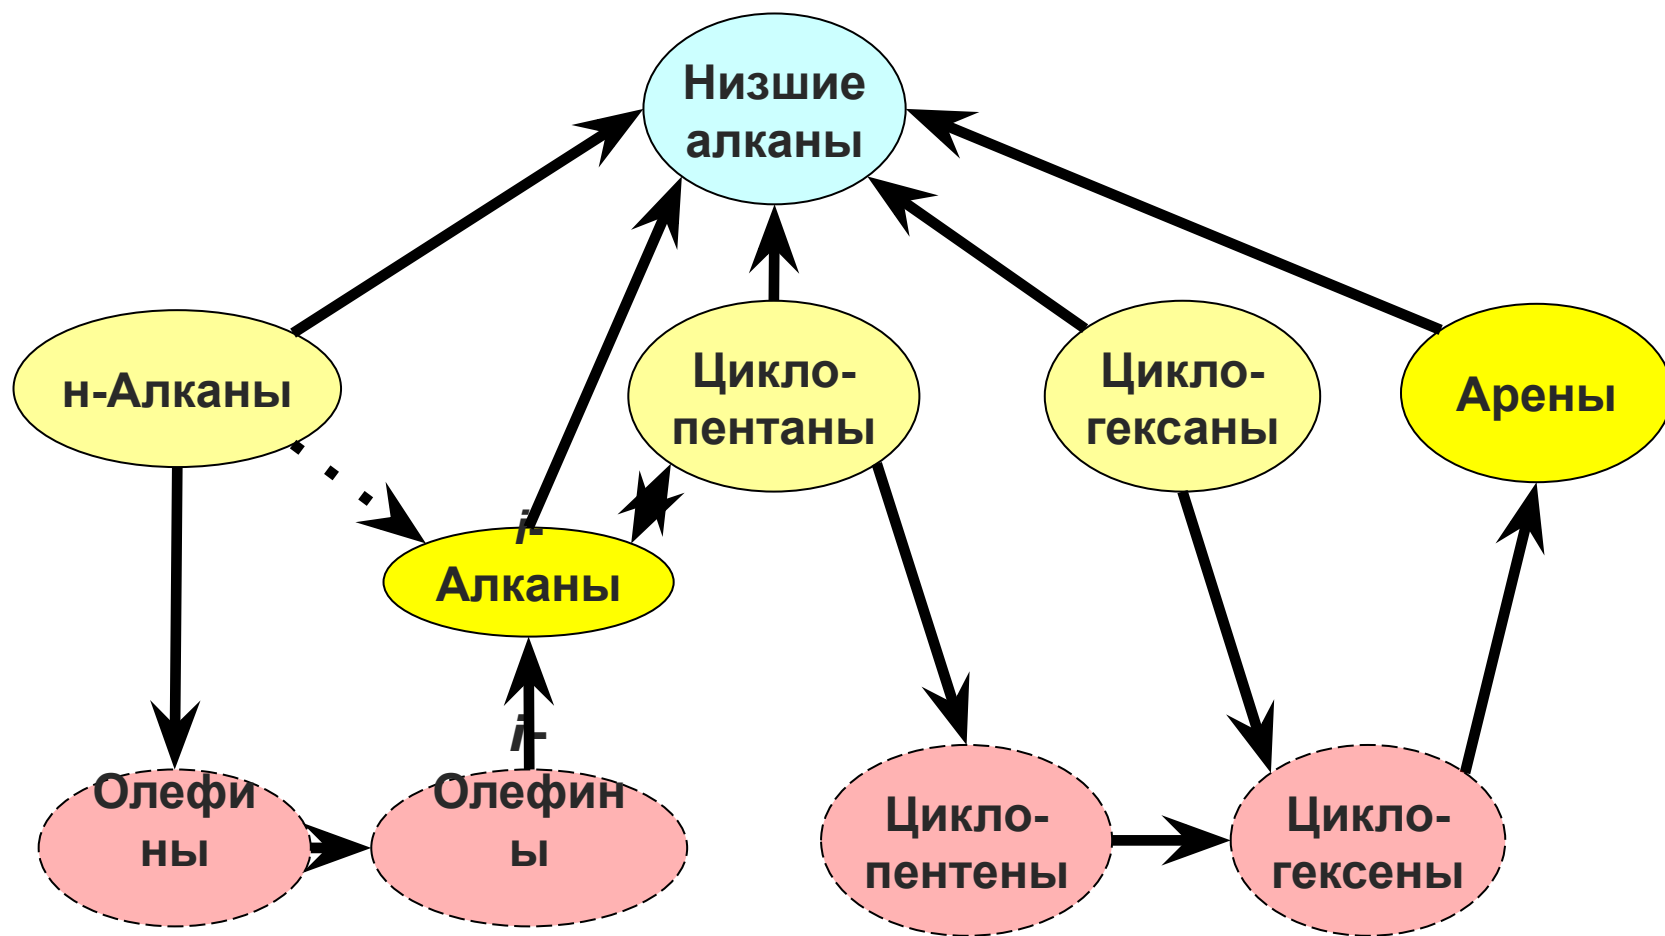 Низшие
алканы
н-Алканы
Цикло-
пентаны
Цикло-
гексаны
Арены
i-
Алканы
Олефи
ны
i-
Олефин
ы
Цикло-
пентены
Цикло-
гексены